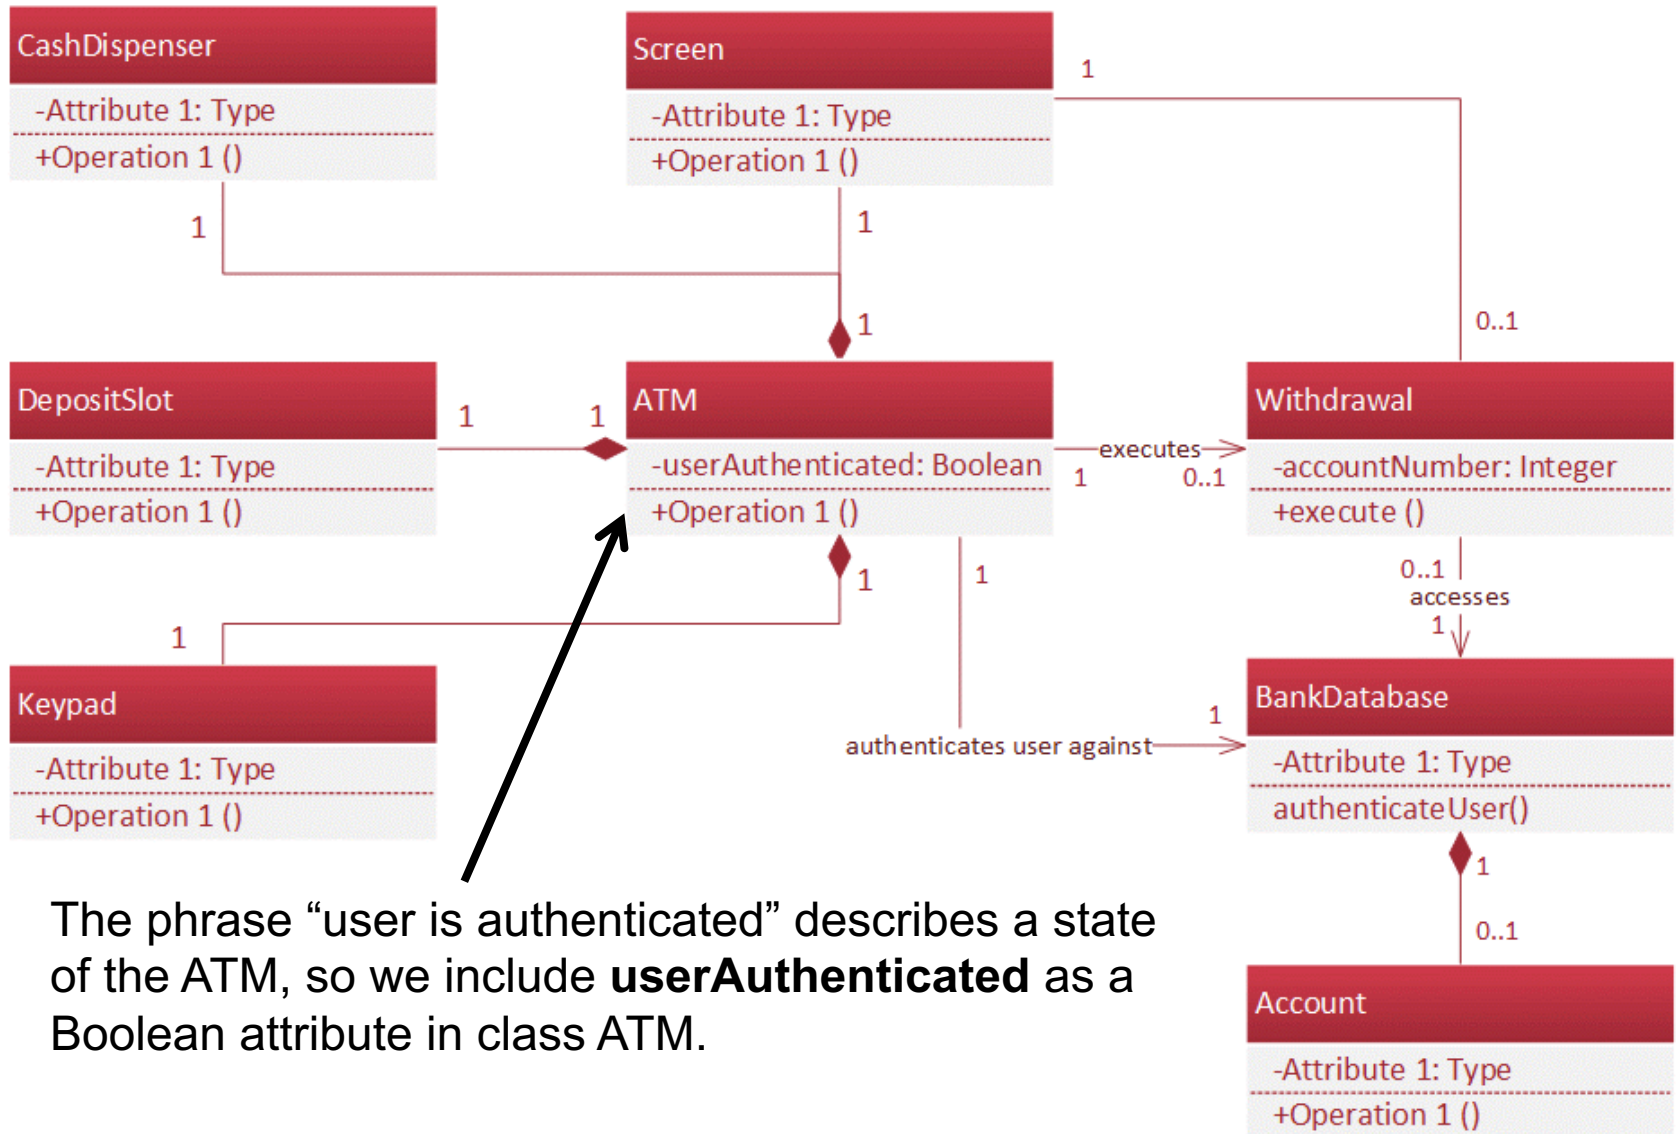 CashDispenser
-Attribute 1: Type
+Operation 1 ()
Screen
-Attribute 1: Type
+Operation 1 ()
1
1
1
1
0..1
DepositSlot
-Attribute 1: Type
+Operation 1 ()
1
1
ATM
-userAuthenticated: Boolean
+Operation 1 ()
executes
1
0..1
Withdrawal
-accountNumber: Integer
+execute ()
1
1
0..1
accesses
1
1
Keypad
-Attribute 1: Type
+Operation 1 ()
authenticates user against
1
BankDatabase
-Attribute 1: Type
authenticateUser()
1
0..1
The phrase “user is authenticated” describes a state
of the ATM, so we include userAuthenticated as a
Boolean attribute in class ATM.
Account
-Attribute 1: Type
+Operation 1 ()